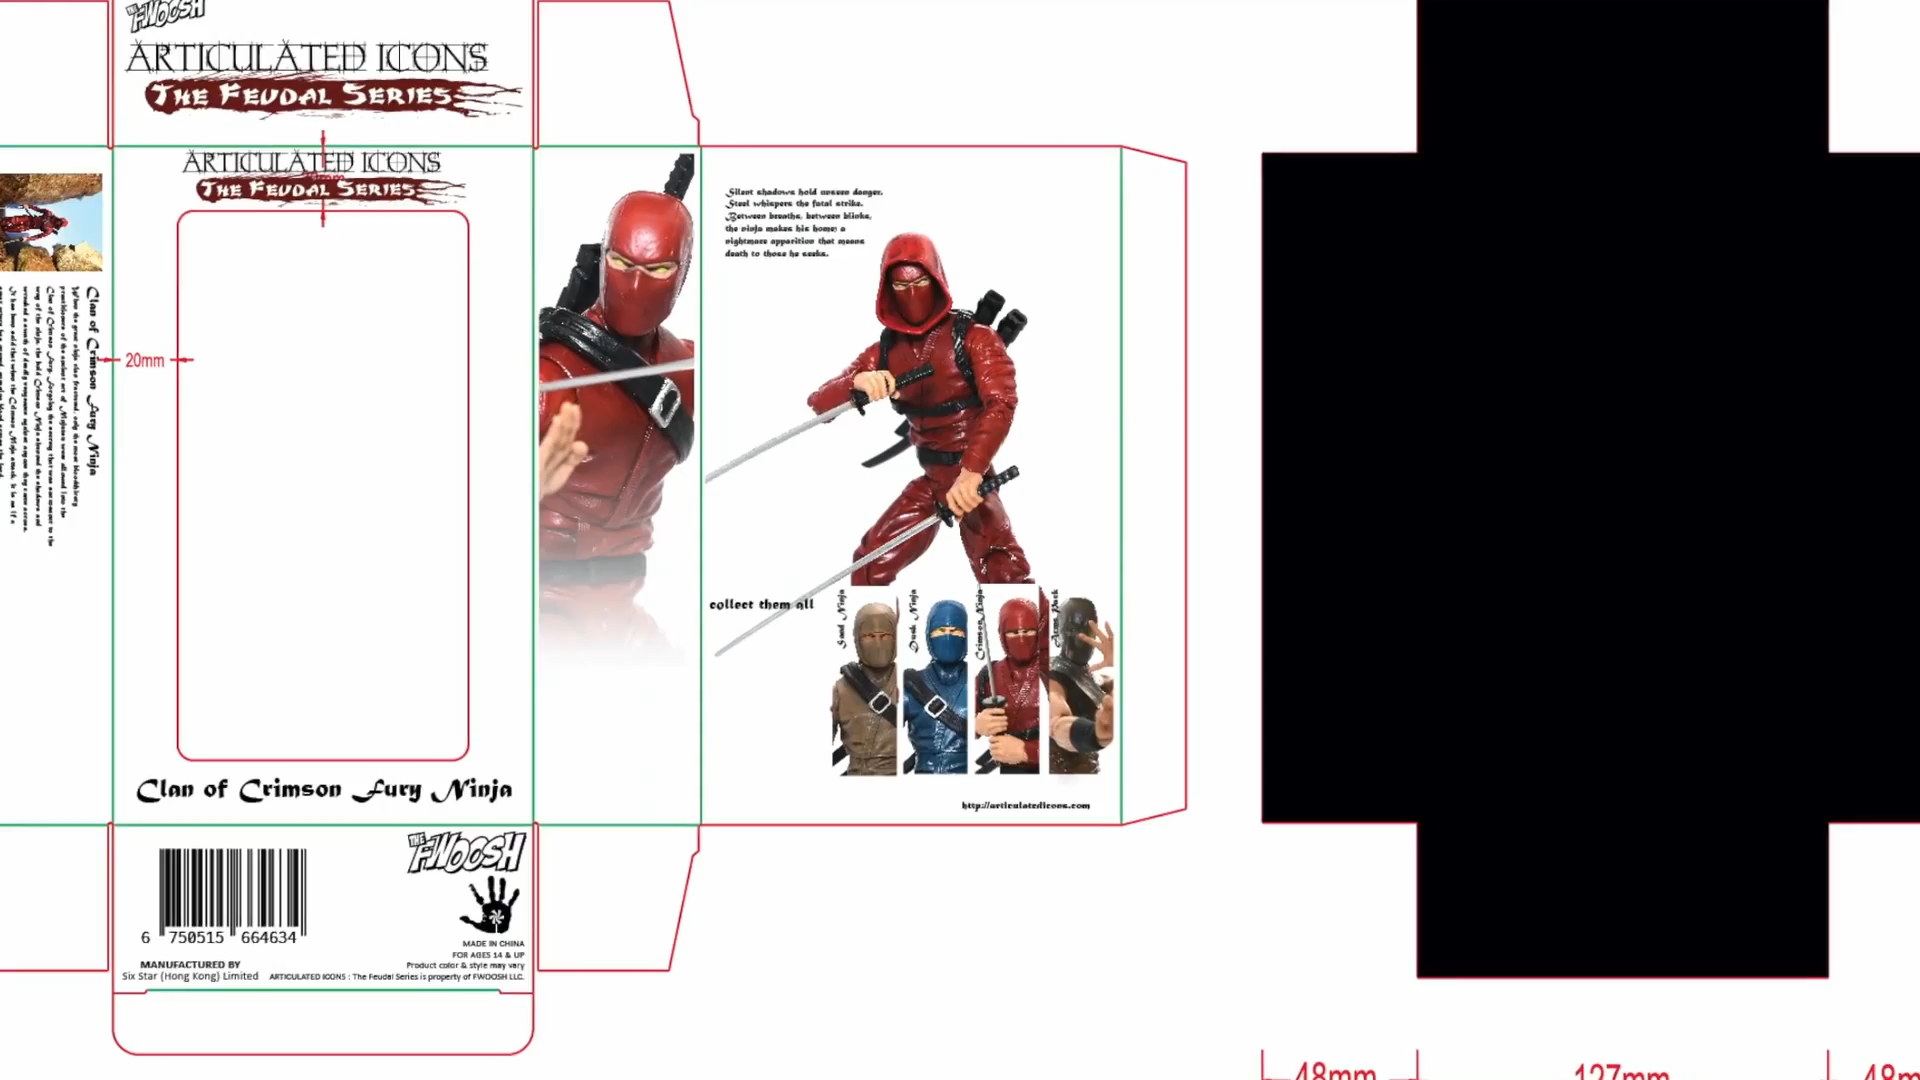 THE FWOOSH
ARTICULATED ICONS
THE FEUDAL SERIES
ARTICULATED ICONS
THE FEUDAL SERIES
Silent shadows hold unseen danger.
Steel whispers the fatal strike.
Between breaths, between blinks,
the ninja makes his home: a
nightmare apparition that means
death to those he seeks.
Clan of Crimson Fury Ninja
20mm
collect them all
Sand Ninja
Dusk Ninja
Crimson Ninja
Arms Pack
Clan of Crimson Fury Ninja
http://articulatedicons.com
THE FWOOSH
6 750515 664634
MADE IN CHINA
FOR AGES 14 & UP
Product color & style may vary
MANUFACTURED BY
Six Star (Hong Kong) Limited
ARTICULATED ICONS : The Feudal Series is property of FWOOSH LLC.
48mm
127mm
48mm